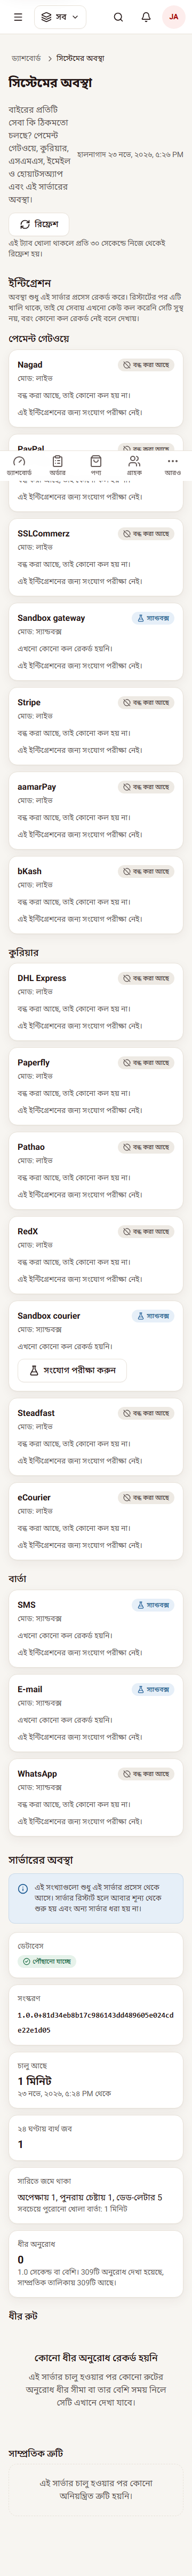 সব
JA
ড্যাশবোর্ড > সিস্টেমের অবস্থা
সিস্টেমের অবস্থা
বাইরের প্রতিটি
সেবা কি ঠিকমতো
চলছে? পেমেন্ট
গেটওয়ে, কুরিয়ার,
এসএমএস, ইমেইল
ও হোয়াটসঅ্যাপ
এবং এই সার্ভারের
অবস্থা।
হালনাগাদ ২৩ নভে, ২০২৬, ৫:২৬ PM
রিফ্রেশ
এই ট্যাব খোলা থাকলে প্রতি ৩০ সেকেন্ডে নিজে থেকেই
রিফ্রেশ হয়।
ইন্টিগ্রেশন
অবস্থা শুধু এই সার্ভার প্রসেস রেকর্ড করে। রিস্টার্টের পর এটি
খালি থাকে, তাই যে সেবায় এখনো কেউ কল করেনি সেটি সুস্থ
নয়, বরং কোনো কল রেকর্ড নেই বলে দেখায়।
পেমেন্ট গেটওয়ে
Nagad
বন্ধ করা আছে
মোড: লাইভ
বন্ধ করা আছে, তাই কোনো কল হয় না।
এই ইন্টিগ্রেশনের জন্য সংযোগ পরীক্ষা নেই।
PayPal
বন্ধ করা আছে
ড্যাশবোর্ড
অর্ডার
পণ্য
গ্রাহক
আরও
এই ইন্টিগ্রেশনের জন্য সংযোগ পরীক্ষা নেই।
SSLCommerz
বন্ধ করা আছে
মোড: লাইভ
বন্ধ করা আছে, তাই কোনো কল হয় না।
এই ইন্টিগ্রেশনের জন্য সংযোগ পরীক্ষা নেই।
Sandbox gateway
স্যান্ডবক্স
মোড: স্যান্ডবক্স
এখনো কোনো কল রেকর্ড হয়নি।
এই ইন্টিগ্রেশনের জন্য সংযোগ পরীক্ষা নেই।
Stripe
বন্ধ করা আছে
মোড: লাইভ
বন্ধ করা আছে, তাই কোনো কল হয় না।
এই ইন্টিগ্রেশনের জন্য সংযোগ পরীক্ষা নেই।
aamarPay
বন্ধ করা আছে
মোড: লাইভ
বন্ধ করা আছে, তাই কোনো কল হয় না।
এই ইন্টিগ্রেশনের জন্য সংযোগ পরীক্ষা নেই।
bKash
বন্ধ করা আছে
মোড: লাইভ
বন্ধ করা আছে, তাই কোনো কল হয় না।
এই ইন্টিগ্রেশনের জন্য সংযোগ পরীক্ষা নেই।
কুরিয়ার
DHL Express
বন্ধ করা আছে
মোড: লাইভ
বন্ধ করা আছে, তাই কোনো কল হয় না।
এই ইন্টিগ্রেশনের জন্য সংযোগ পরীক্ষা নেই।
Paperfly
বন্ধ করা আছে
মোড: লাইভ
বন্ধ করা আছে, তাই কোনো কল হয় না।
এই ইন্টিগ্রেশনের জন্য সংযোগ পরীক্ষা নেই।
Pathao
বন্ধ করা আছে
মোড: লাইভ
বন্ধ করা আছে, তাই কোনো কল হয় না।
এই ইন্টিগ্রেশনের জন্য সংযোগ পরীক্ষা নেই।
RedX
বন্ধ করা আছে
মোড: লাইভ
বন্ধ করা আছে, তাই কোনো কল হয় না।
এই ইন্টিগ্রেশনের জন্য সংযোগ পরীক্ষা নেই।
Sandbox courier
স্যান্ডবক্স
মোড: স্যান্ডবক্স
এখনো কোনো কল রেকর্ড হয়নি।
সংযোগ পরীক্ষা করুন
Steadfast
বন্ধ করা আছে
মোড: লাইভ
বন্ধ করা আছে, তাই কোনো কল হয় না।
এই ইন্টিগ্রেশনের জন্য সংযোগ পরীক্ষা নেই।
eCourier
বন্ধ করা আছে
মোড: লাইভ
বন্ধ করা আছে, তাই কোনো কল হয় না।
এই ইন্টিগ্রেশনের জন্য সংযোগ পরীক্ষা নেই।
বার্তা
SMS
স্যান্ডবক্স
মোড: স্যান্ডবক্স
এখনো কোনো কল রেকর্ড হয়নি।
এই ইন্টিগ্রেশনের জন্য সংযোগ পরীক্ষা নেই।
E-mail
স্যান্ডবক্স
মোড: স্যান্ডবক্স
এখনো কোনো কল রেকর্ড হয়নি।
এই ইন্টিগ্রেশনের জন্য সংযোগ পরীক্ষা নেই।
WhatsApp
বন্ধ করা আছে
মোড: স্যান্ডবক্স
বন্ধ করা আছে, তাই কোনো কল হয় না।
এই ইন্টিগ্রেশনের জন্য সংযোগ পরীক্ষা নেই।
সার্ভারের অবস্থা
এই সংখ্যাগুলো শুধু এই সার্ভার প্রসেস থেকে
আসে। সার্ভার রিস্টার্ট হলে আবার শূন্য থেকে
শুরু হয় এবং অন্য সার্ভার ধরা হয় না।
ডেটাবেস
পৌঁছানো যাচ্ছে
সংস্করণ
1.0.0+81d34eb8b17c986143dd489605e024cd
e22e1d05
চালু আছে
1 মিনিট
২৩ নভে, ২০২৬, ৫:২৪ PM থেকে
২৪ ঘণ্টায় ব্যর্থ জব
1
সারিতে জমে থাকা
অপেক্ষায় 1, পুনরায় চেষ্টায় 1, ডেড-লেটার 5
সবচেয়ে পুরোনো খোলা বার্তা: 1 মিনিট
ধীর অনুরোধ
0
1.0 সেকেন্ড বা বেশি। 309টি অনুরোধ দেখা হয়েছে,
সাম্প্রতিক তালিকায় 309টি আছে।
ধীর রুট
কোনো ধীর অনুরোধ রেকর্ড হয়নি
এই সার্ভার চালু হওয়ার পর কোনো রুটের
অনুরোধ ধীর সীমা বা তার বেশি সময় নিলে
সেটি এখানে দেখা যাবে।
সাম্প্রতিক ত্রুটি
এই সার্ভার চালু হওয়ার পর কোনো
অনিয়ন্ত্রিত ত্রুটি হয়নি।